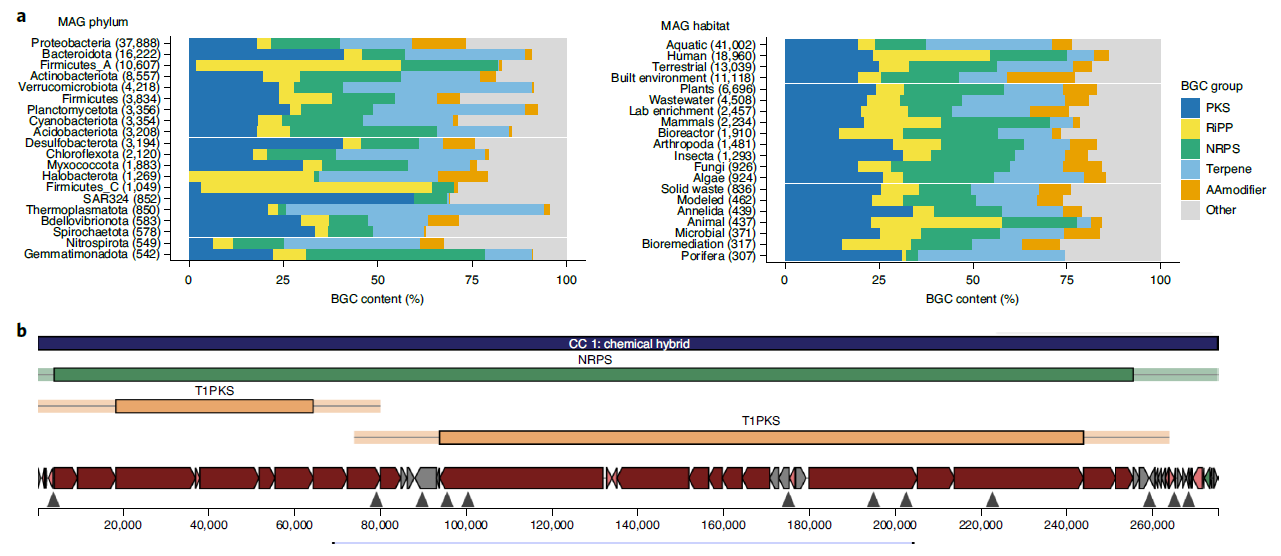 a
MAG phylum
Proteobacteria (37,888)
Bacteroidota (16,222)
Firmicutes_A (10,607)
Actinobacteriota (8,557)
Verrucomicrobiota (4,218)
Firmicutes (3,834)
Planctomycetota (3,356)
Cyanobacteria (3,354)
Acidobacteriota (3,208)
Desulfobacterota (3,194)
Chloroflexota (2,120)
Myxococcota (1,883)
Halobacterota (1,269)
Firmicutes_C (1,049)
SAR324 (852)
Thermoplasmatota (850)
Bdellovibrionota (583)
Spirochaetota (578)
Nitrospirota (549)
Gemmatimonadota (542)
0 25 50 75 100
BGC content (%)
MAG habitat
Aquatic (41,002)
Human (18,960)
Terrestrial (13,039)
Built environment (11,118)
Plants (6,696)
Wastewater (4,508)
Lab enrichment (2,457)
Mammals (2,234)
Bioreactor (1,910)
Arthropoda (1,481)
Insecta (1,293)
Fungi (926)
Algae (924)
Solid waste (836)
Modeled (462)
Annelida (439)
Animal (437)
Microbial (371)
Bioremediation (317)
Porifera (307)
0 25 50 75 100
BGC content (%)
BGC group
PKS
RiPP
NRPS
Terpene
AAmodifier
Other
b
CC 1: chemical hybrid
NRPS
T1PKS
T1PKS
20,000 40,000 60,000 80,000 100,000 120,000 140,000 160,000 180,000 200,000 220,000 240,000 260,000